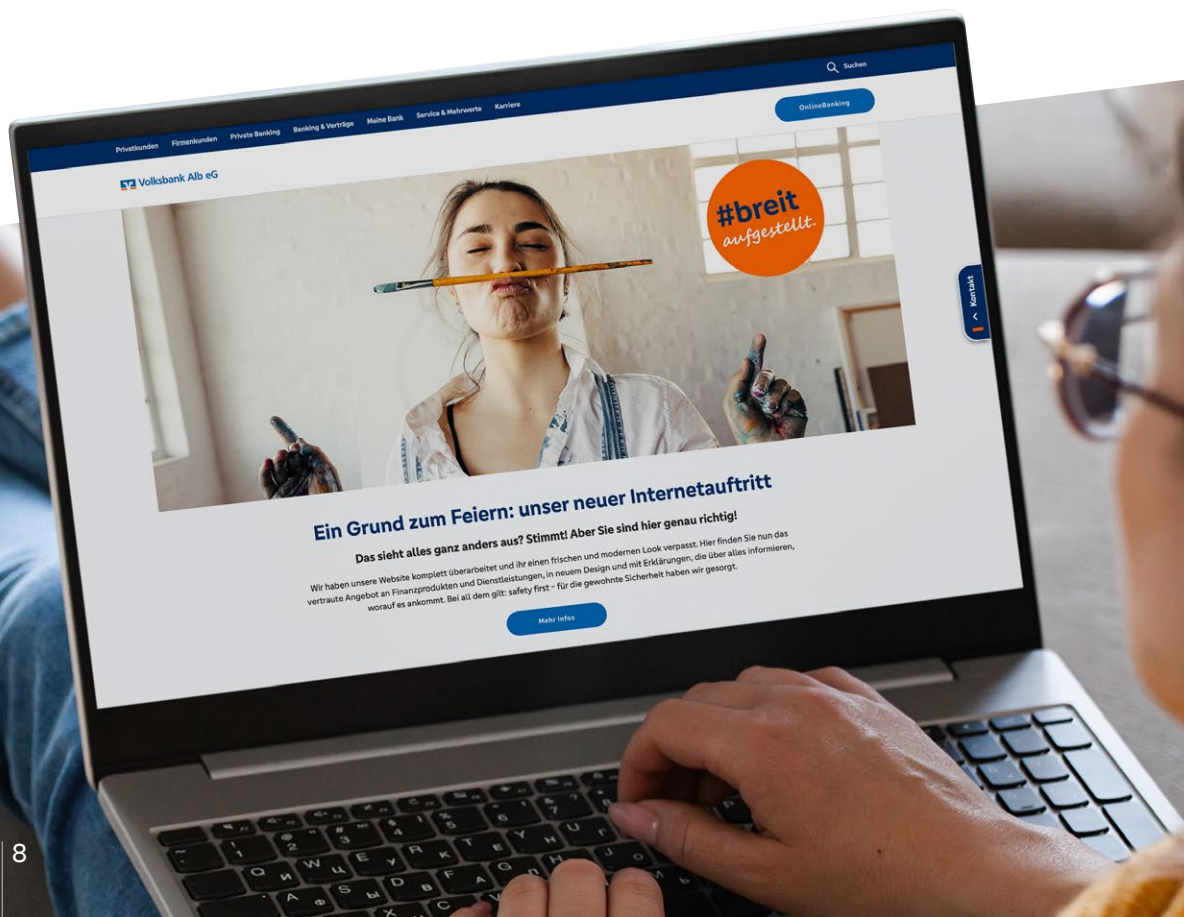 Suchen
Privatkunden Firmenkunden Private Banking Banking & Verträge Meine Bank Service & Mehrwerte Karriere
OnlineBanking
Volksbank Alb eG
#breit
aufgestellt.
Kontakt
Ein Grund zum Feiern: unser neuer Internetauftritt
Das sieht alles ganz anders aus? Stimmt! Aber Sie sind hier genau richtig!
Wir haben unsere Website komplett überarbeitet und ihr einen frischen und modernen Look verpasst. Hier finden Sie nun das
vertraute Angebot an Finanzprodukten und Dienstleistungen, in neuem Design und mit Erklärungen, die über alles informieren,
worauf es ankommt. Bei all dem gilt: safety first – für die gewohnte Sicherheit haben wir gesorgt.
Mehr Infos
8